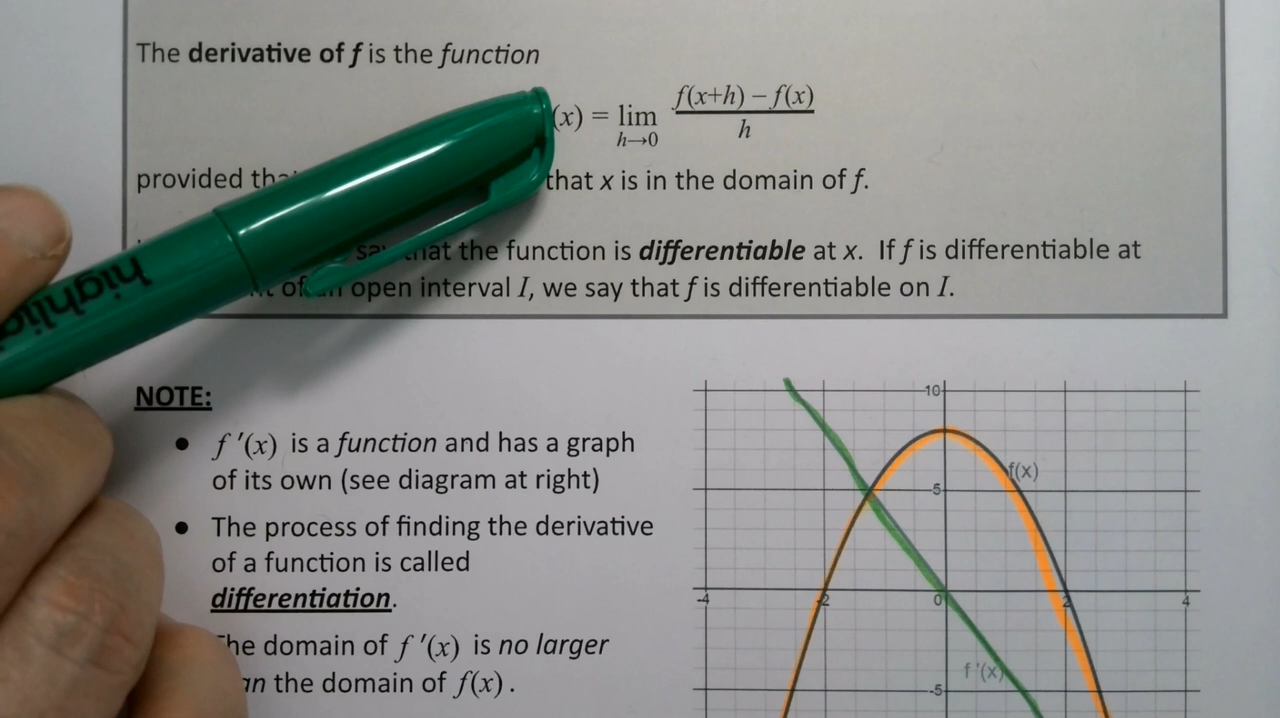 The derivative of f is the function
(x) = lim h→0 f(x+h) – f(x) / h
provided that x is in the domain of f.
that the function is differentiable at x. If f is differentiable at
open interval I, we say that f is differentiable on I.
NOTE:
• f ′(x) is a function and has a graph
of its own (see diagram at right)
• The process of finding the derivative
of a function is called
differentiation.
he domain of f ′(x) is no larger
the domain of f(x).
10
f(x)
5
-4 -2 0 2 4
f '(x)
-5